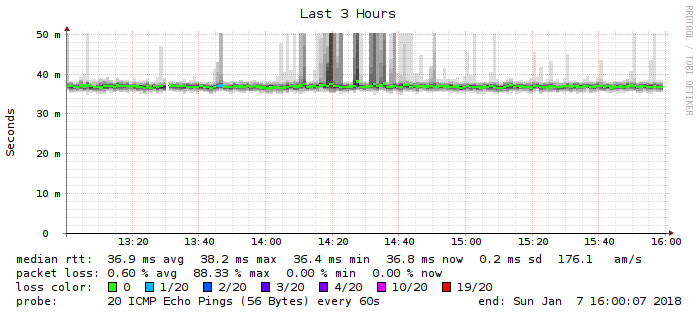 Last 3 Hours
RRDTOOL / TOBI OETIKER
Seconds
50 m
40 m
30 m
20 m
10 m
0
13:20 13:40 14:00 14:20 14:40 15:00 15:20 15:40 16:00
median rtt: 36.9 ms avg 38.2 ms max 36.4 ms min 36.8 ms now 0.2 ms sd 176.1 am/s
packet loss: 0.60 % avg 88.33 % max 0.00 % min 0.00 % now
loss color: 0 1/20 2/20 3/20 4/20 10/20 19/20
probe: 20 ICMP Echo Pings (56 Bytes) every 60s end: Sun Jan 7 16:00:07 2018